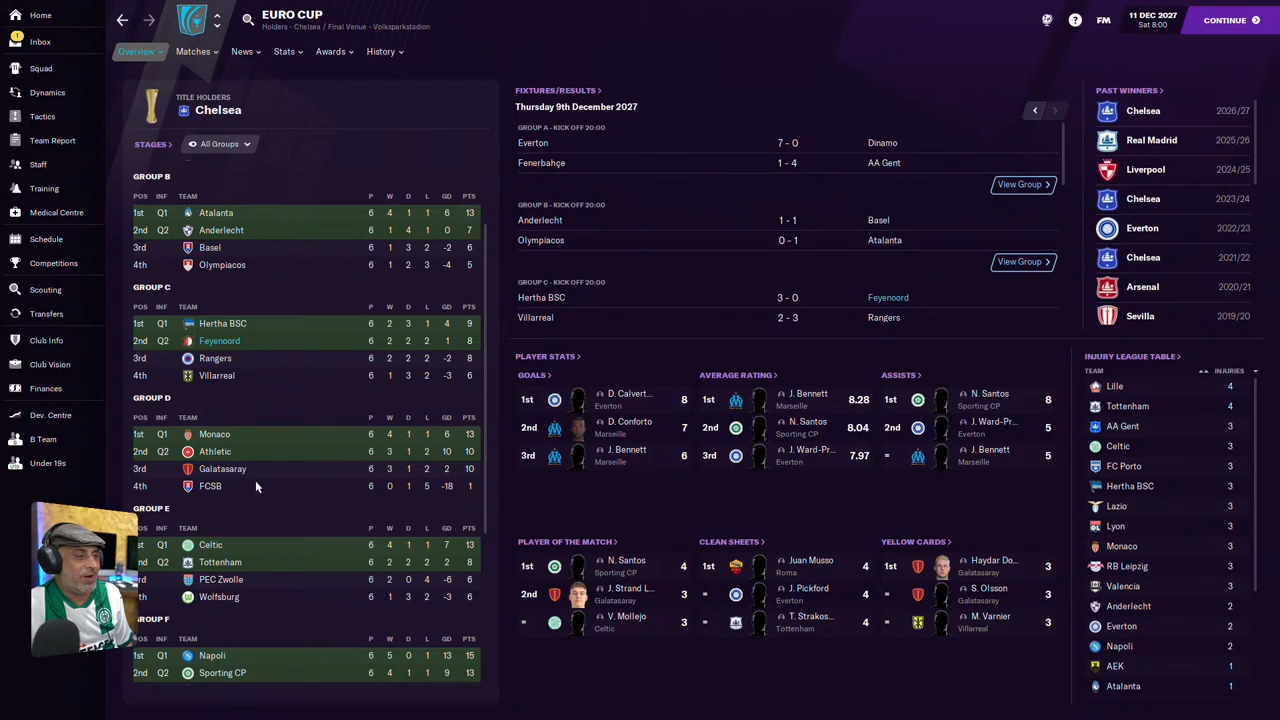 Home
Inbox
1
Squad
Dynamics
Tactics
Team Report
Staff
Training
Medical Centre
Schedule
Competitions
Scouting
Transfers
Club Info
Club Vision
Finances
Dev. Centre
B Team
Under 19s
EURO CUP
Holders - Chelsea / Final Venue - Volksparkstadion
? FM
11 DEC 2027
Sat 8:00
CONTINUE
Overview Matches News Stats Awards History
TITLE HOLDERS
Chelsea
STAGES > All Groups
GROUP B
POS INF TEAM P W D L GD PTS
1st Q1 Atalanta 6 4 1 1 6 13
2nd Q2 Anderlecht 6 1 4 1 0 7
3rd Basel 6 1 3 2 -2 6
4th Olympiacos 6 1 2 3 -4 5
GROUP C
POS INF TEAM P W D L GD PTS
1st Q1 Hertha BSC 6 2 3 1 4 9
2nd Q2 Feyenoord 6 2 2 2 1 8
3rd Rangers 6 2 2 2 -2 8
4th Villarreal 6 1 3 2 -3 6
GROUP D
POS INF TEAM P W D L GD PTS
1st Q1 Monaco 6 4 1 1 6 13
2nd Q2 Athletic 6 3 1 2 10 10
3rd Galatasaray 6 3 1 2 2 10
4th FCSB 6 0 1 5 -18 1
GROUP E
POS INF TEAM P W D L GD PTS
1st Q1 Celtic 6 4 1 1 7 13
2nd Q2 Tottenham 6 2 2 2 2 8
3rd PEC Zwolle 6 2 0 4 -6 6
4th Wolfsburg 6 1 3 2 -3 6
GROUP F
POS INF TEAM P W D L GD PTS
1st Q1 Napoli 6 5 0 1 13 15
2nd Q2 Sporting CP 6 4 1 1 9 13
FIXTURES/RESULTS >
Thursday 9th December 2027
GROUP A - KICK OFF 20:00
Everton 7 - 0 Dinamo
Fenerbahçe 1 - 4 AA Gent
View Group >
GROUP B - KICK OFF 20:00
Anderlecht 1 - 1 Basel
Olympiacos 0 - 1 Atalanta
View Group >
GROUP C - KICK OFF 20:00
Hertha BSC 3 - 0 Feyenoord
Villarreal 2 - 3 Rangers
PLAYER STATS >
GOALS >
1st D. Calvert... 8
Everton
2nd D. Conforto 7
Marseille
3rd J. Bennett 6
Marseille
AVERAGE RATING >
1st J. Bennett 8.28
Marseille
2nd N. Santos 8.04
Sporting CP
3rd J. Ward-Pr... 7.97
Everton
ASSISTS >
1st N. Santos 8
Sporting CP
2nd J. Ward-Pr... 5
Everton
= J. Bennett 5
Marseille
PLAYER OF THE MATCH >
1st N. Santos 4
Sporting CP
2nd J. Strand L... 3
Galatasaray
= V. Mollejo 3
Celtic
CLEAN SHEETS >
1st Juan Musso 4
Roma
= J. Pickford 4
Everton
= T. Strakos... 4
Tottenham
YELLOW CARDS >
1st Haydar Do... 3
Galatasaray
= S. Olsson 3
Galatasaray
= M. Varnier 3
Villarreal
PAST WINNERS >
Chelsea 2026/27
Real Madrid 2025/26
Liverpool 2024/25
Chelsea 2023/24
Everton 2022/23
Chelsea 2021/22
Arsenal 2020/21
Sevilla 2019/20
INJURY LEAGUE TABLE >
TEAM INJURIES
Lille 4
Tottenham 4
AA Gent 3
Celtic 3
FC Porto 3
Hertha BSC 3
Lazio 3
Lyon 3
Monaco 3
RB Leipzig 3
Valencia 3
Anderlecht 2
Everton 2
Napoli 2
AEK 1
Atalanta 1